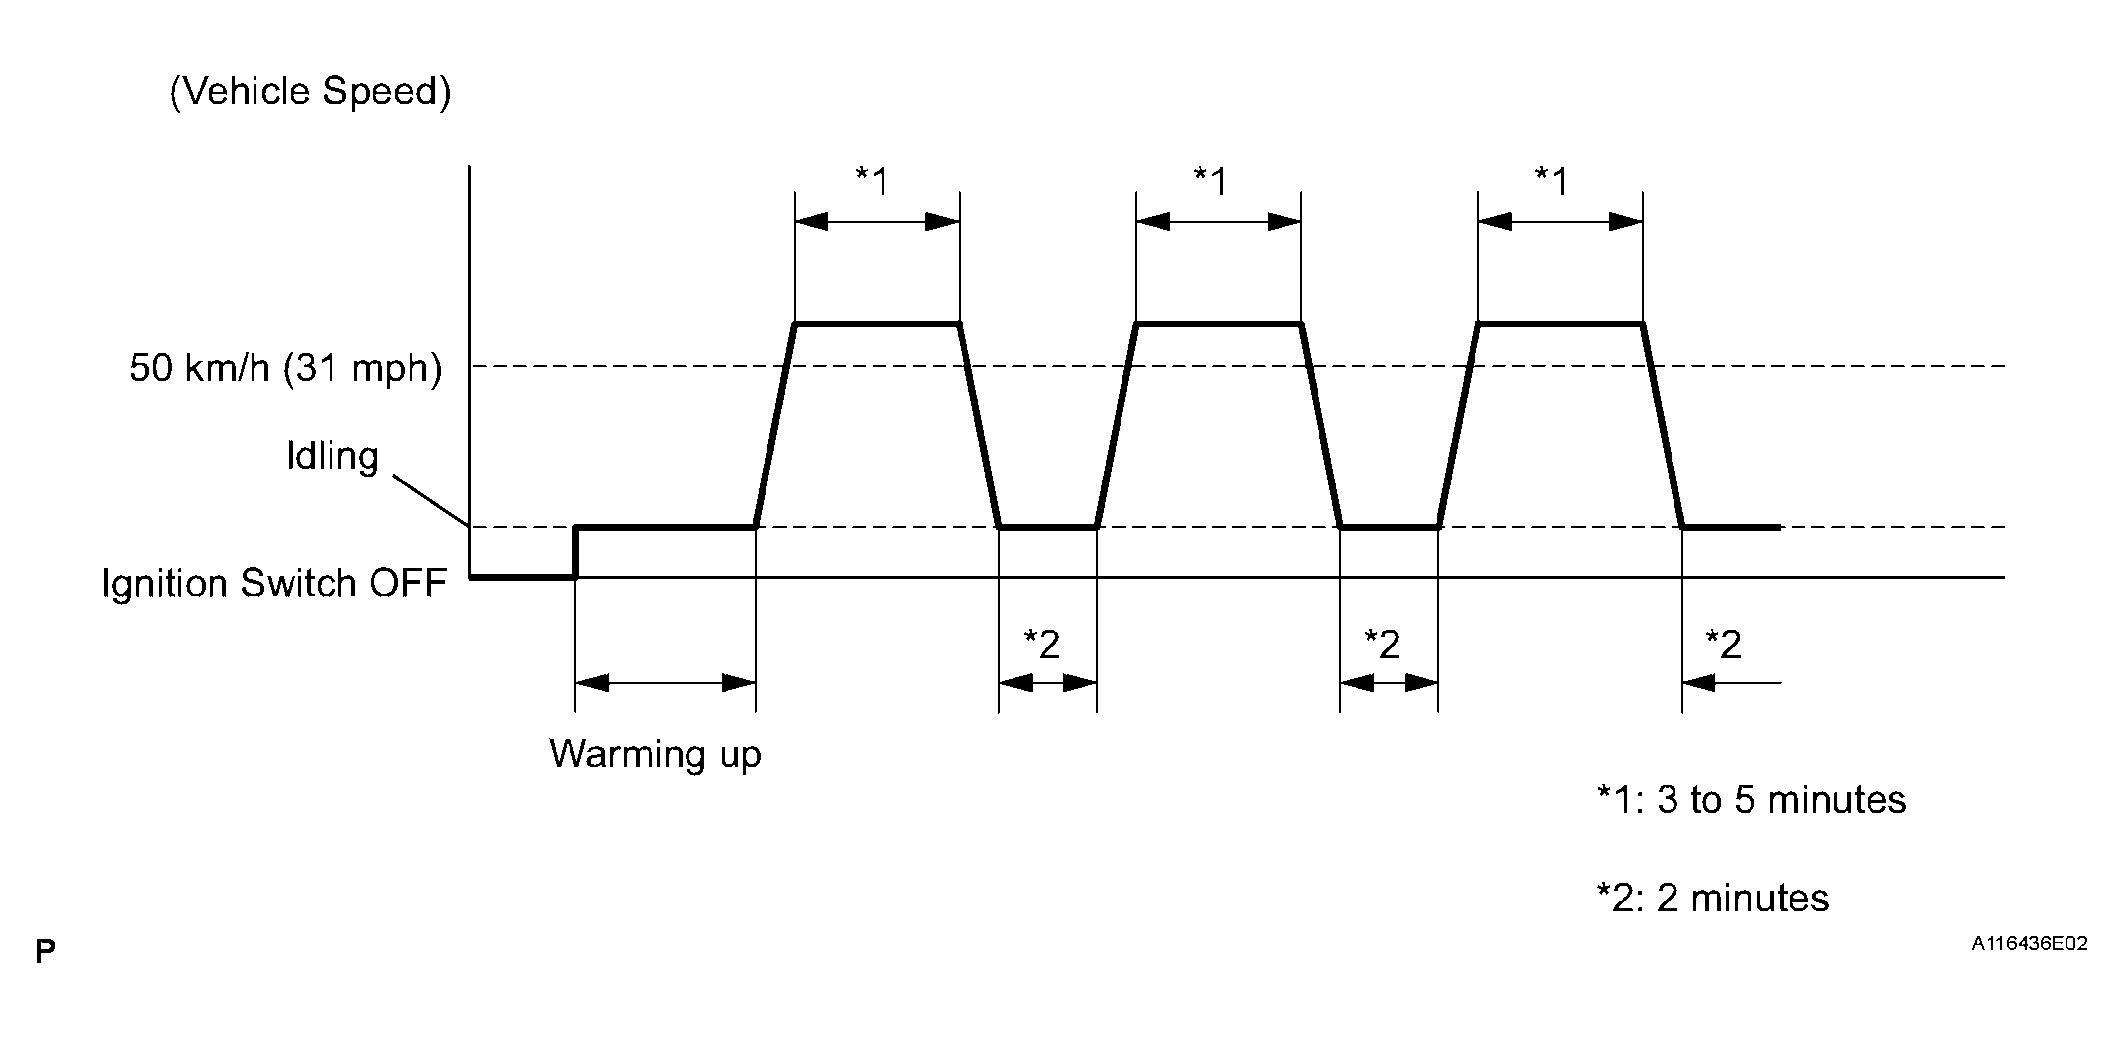 (Vehicle Speed)
*1 *1 *1
50 km/h (31 mph)
Idling
Ignition Switch OFF
*2 *2 *2
Warming up
*1: 3 to 5 minutes
*2: 2 minutes
P
A116436E02